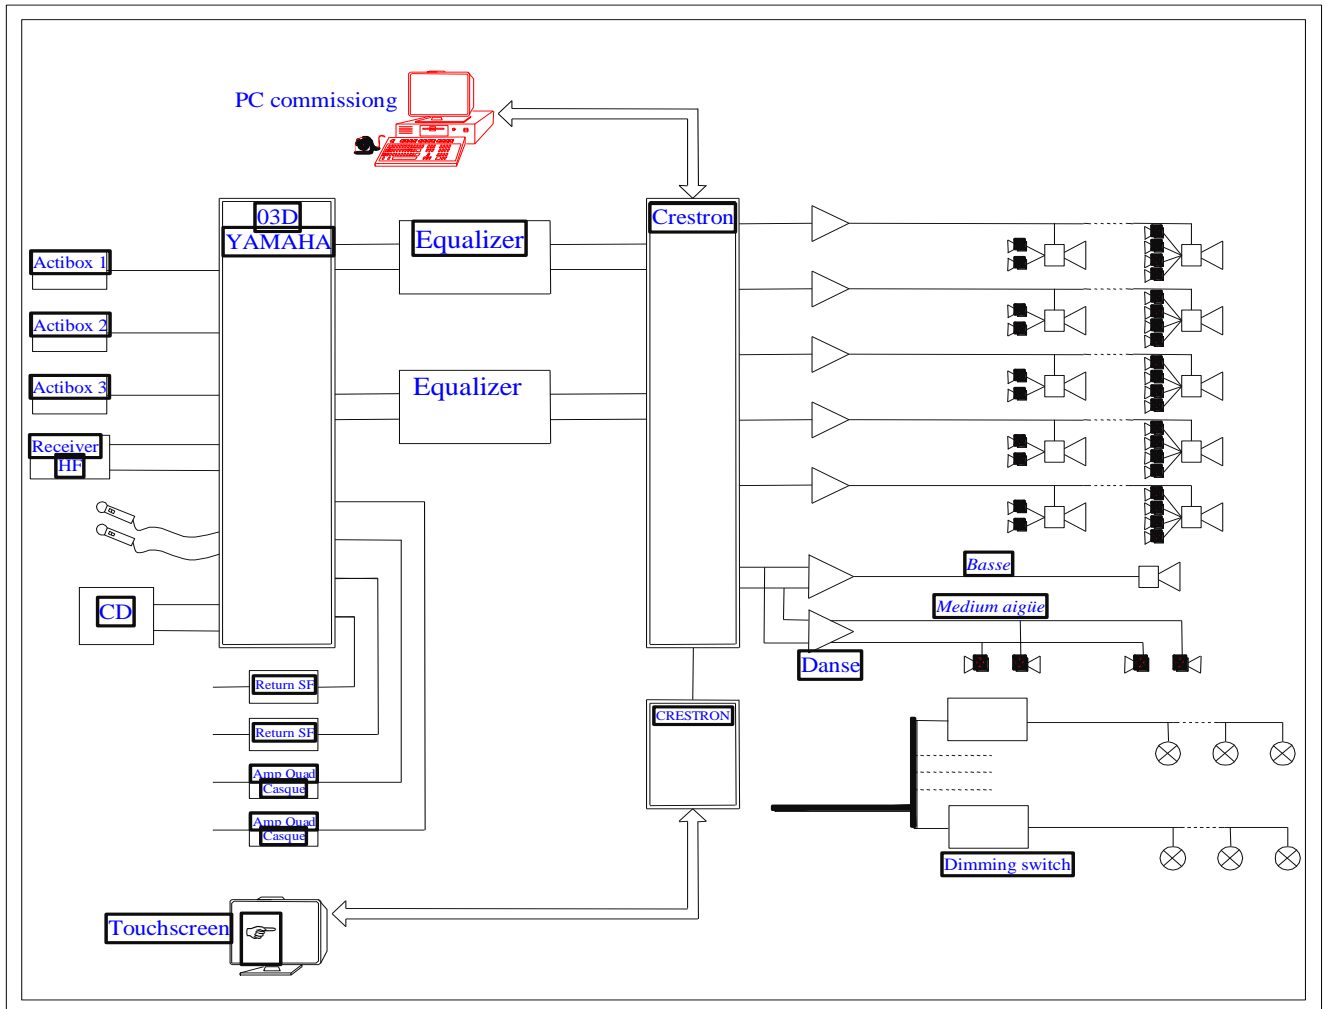 PC commissiong
03D
YAMAHA
Equalizer
Crestron
Actibox 1
Actibox 2
Actibox 3
Equalizer
Receiver
HF
CD
Basse
Medium aigüe
Danse
Return SF
Return SF
Amp Quad
Casque
Amp Quad
Casque
CRESTRON
Dimming switch
Touchscreen